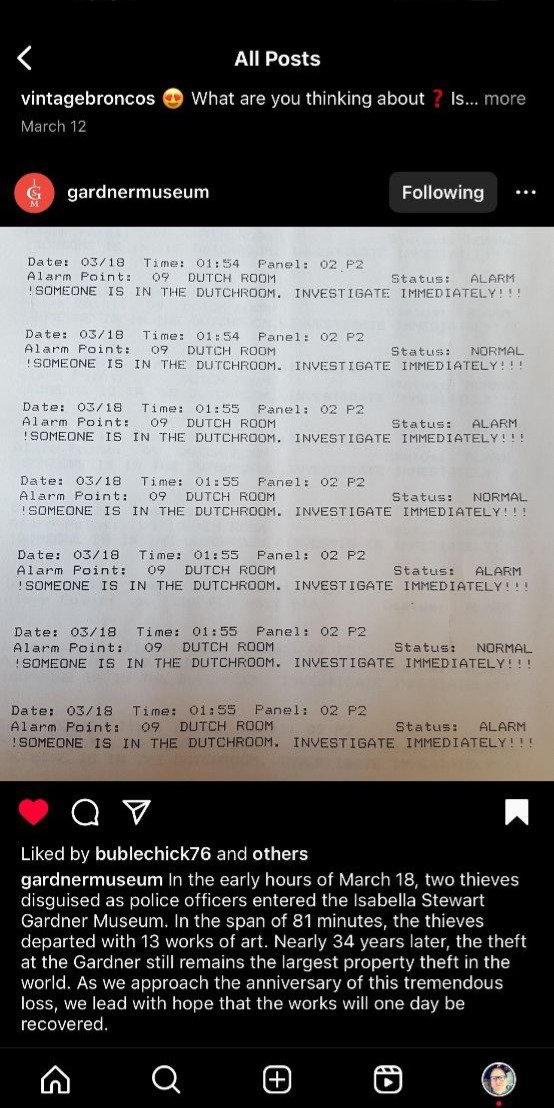 All Posts
vintagebroncos 😍 What are you thinking about ❓ Is... more
March 12
I
G
S
M
gardnermuseum
Following
Date: 03/18 Time: 01:54 Panel: 02 P2
Alarm Point: 09 DUTCH ROOM Status: ALARM
!SOMEONE IS IN THE DUTCHROOM. INVESTIGATE IMMEDIATELY!!!
Date: 03/18 Time: 01:54 Panel: 02 P2
Alarm Point: 09 DUTCH ROOM Status: NORMAL
!SOMEONE IS IN THE DUTCHROOM. INVESTIGATE IMMEDIATELY!!!
Date: 03/18 Time: 01:55 Panel: 02 P2
Alarm Point: 09 DUTCH ROOM Status: ALARM
!SOMEONE IS IN THE DUTCHROOM. INVESTIGATE IMMEDIATELY!!!
Date: 03/18 Time: 01:55 Panel: 02 P2
Alarm Point: 09 DUTCH ROOM Status: NORMAL
!SOMEONE IS IN THE DUTCHROOM. INVESTIGATE IMMEDIATELY!!!
Date: 03/18 Time: 01:55 Panel: 02 P2
Alarm Point: 09 DUTCH ROOM Status: ALARM
!SOMEONE IS IN THE DUTCHROOM. INVESTIGATE IMMEDIATELY!!!
Date: 03/18 Time: 01:55 Panel: 02 P2
Alarm Point: 09 DUTCH ROOM Status: NORMAL
!SOMEONE IS IN THE DUTCHROOM. INVESTIGATE IMMEDIATELY!!!
Date: 03/18 Time: 01:55 Panel: 02 P2
Alarm Point: 09 DUTCH ROOM Status: ALARM
!SOMEONE IS IN THE DUTCHROOM. INVESTIGATE IMMEDIATELY!!!
Liked by bublechick76 and others
gardnermuseum In the early hours of March 18, two thieves
disguised as police officers entered the Isabella Stewart
Gardner Museum. In the span of 81 minutes, the thieves
departed with 13 works of art. Nearly 34 years later, the theft
at the Gardner still remains the largest property theft in the
world. As we approach the anniversary of this tremendous
loss, we lead with hope that the works will one day be
recovered.